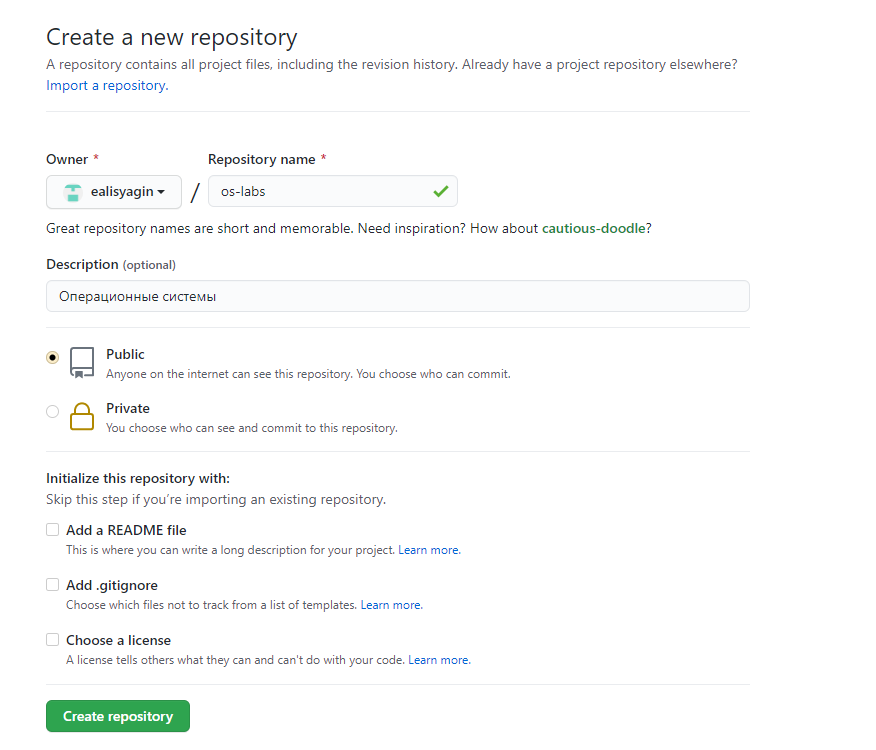 Create a new repository
A repository contains all project files, including the revision history. Already have a project repository elsewhere?
Import a repository.
Owner * Repository name *
ealisyagin / os-labs
Great repository names are short and memorable. Need inspiration? How about cautious-doodle?
Description (optional)
Операционные системы
Public
Anyone on the internet can see this repository. You choose who can commit.
Private
You choose who can see and commit to this repository.
Initialize this repository with:
Skip this step if you’re importing an existing repository.
Add a README file
This is where you can write a long description for your project. Learn more.
Add .gitignore
Choose which files not to track from a list of templates. Learn more.
Choose a license
A license tells others what they can and can't do with your code. Learn more.
Create repository